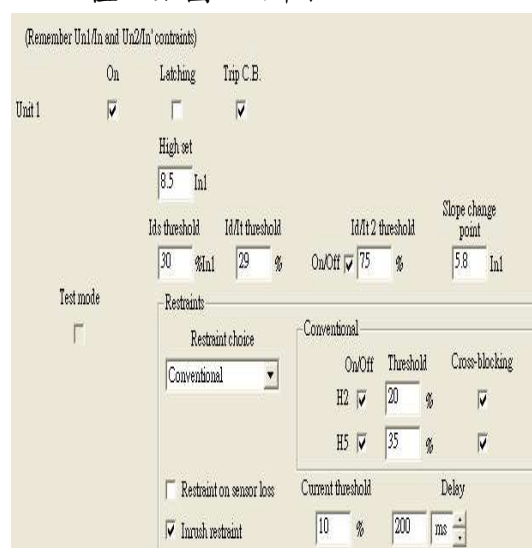 (Remember Un1/In and Un2/In' contraints)
On Latching Trip C.B.
Unit 1
High set
8.5 In1
Ids threshold Id/It threshold Id/It 2 threshold Slope change point
30 %In1 29 % On/Off 75 % 5.8 In1
Test mode
Restraints
Restraint choice
Conventional
Conventional
On/Off Threshold Cross-blocking
H2 20 %
H5 35 %
Restraint on sensor loss
Current threshold Delay
Inrush restraint 10 % 200 ms